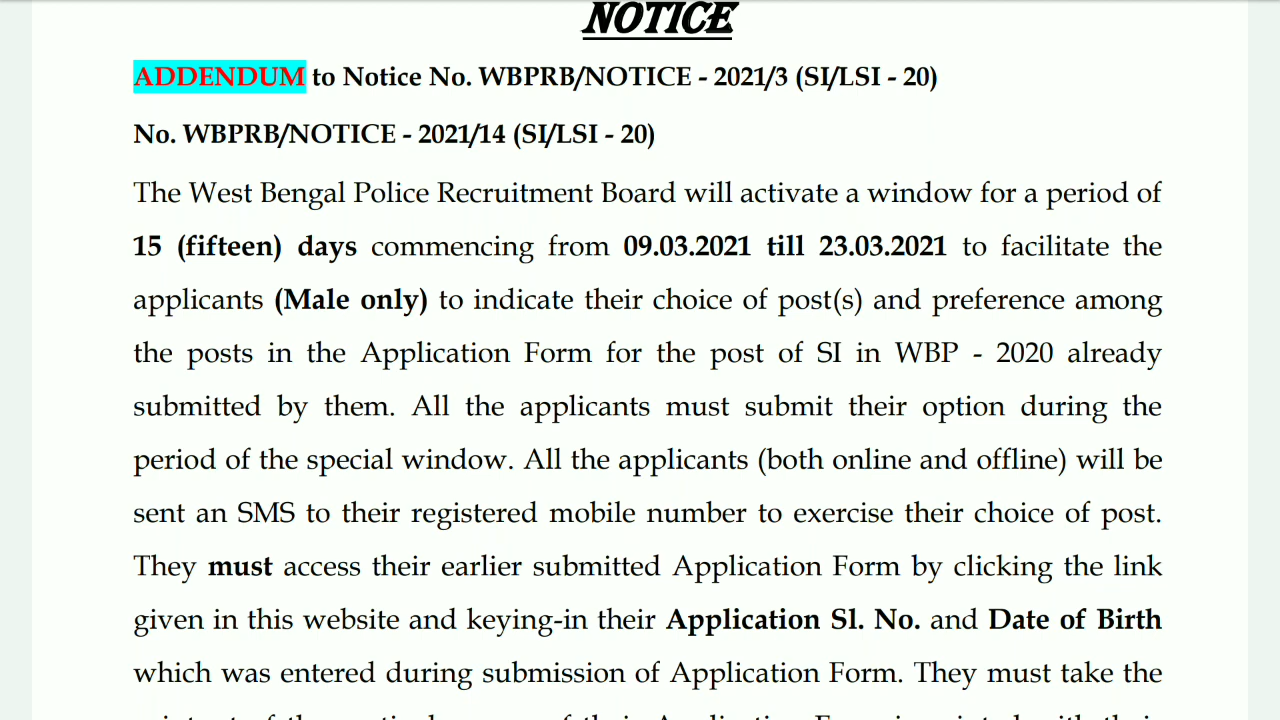 NOTICE
ADDENDUM to Notice No. WBPRB/NOTICE - 2021/3 (SI/LSI - 20)
No. WBPRB/NOTICE - 2021/14 (SI/LSI - 20)
The West Bengal Police Recruitment Board will activate a window for a period of
15 (fifteen) days commencing from 09.03.2021 till 23.03.2021 to facilitate the
applicants (Male only) to indicate their choice of post(s) and preference among
the posts in the Application Form for the post of SI in WBP - 2020 already
submitted by them. All the applicants must submit their option during the
period of the special window. All the applicants (both online and offline) will be
sent an SMS to their registered mobile number to exercise their choice of post.
They must access their earlier submitted Application Form by clicking the link
given in this website and keying-in their Application Sl. No. and Date of Birth
which was entered during submission of Application Form. They must take the